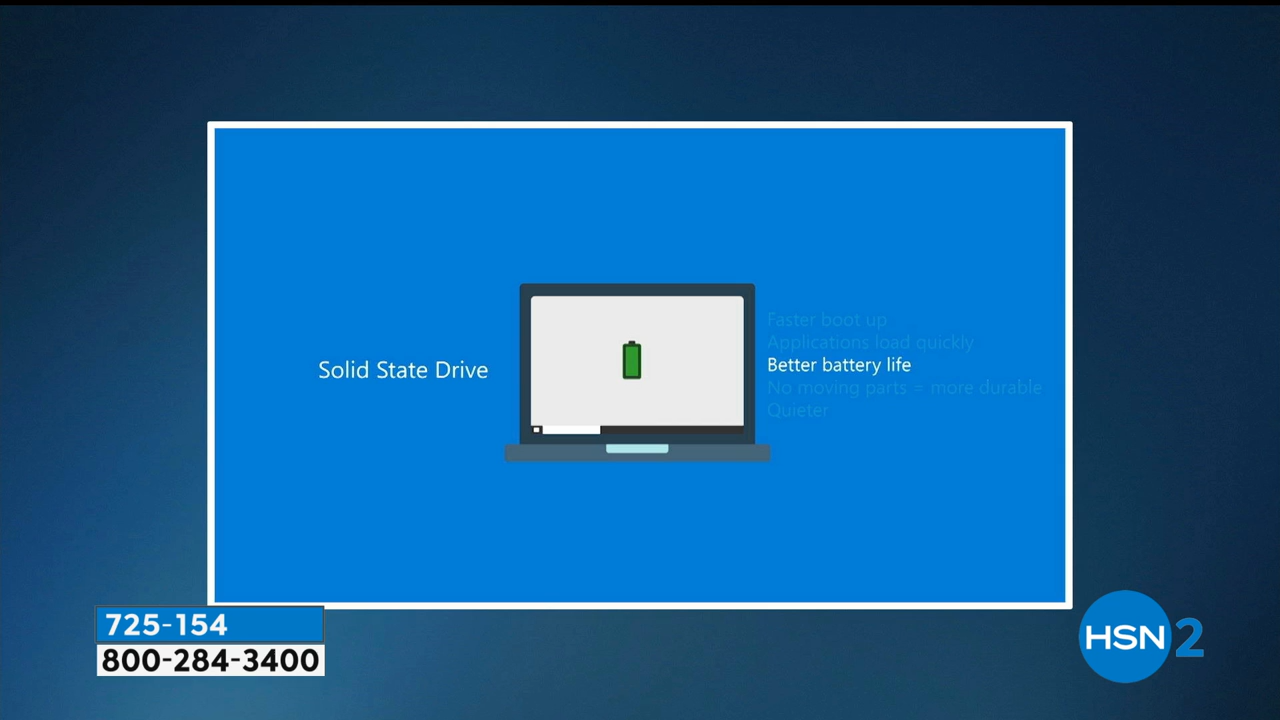 Solid State Drive
Faster boot up
Applications load quickly
Better battery life
No moving parts = more durable
Quieter
725-154
800-284-3400
HSN2